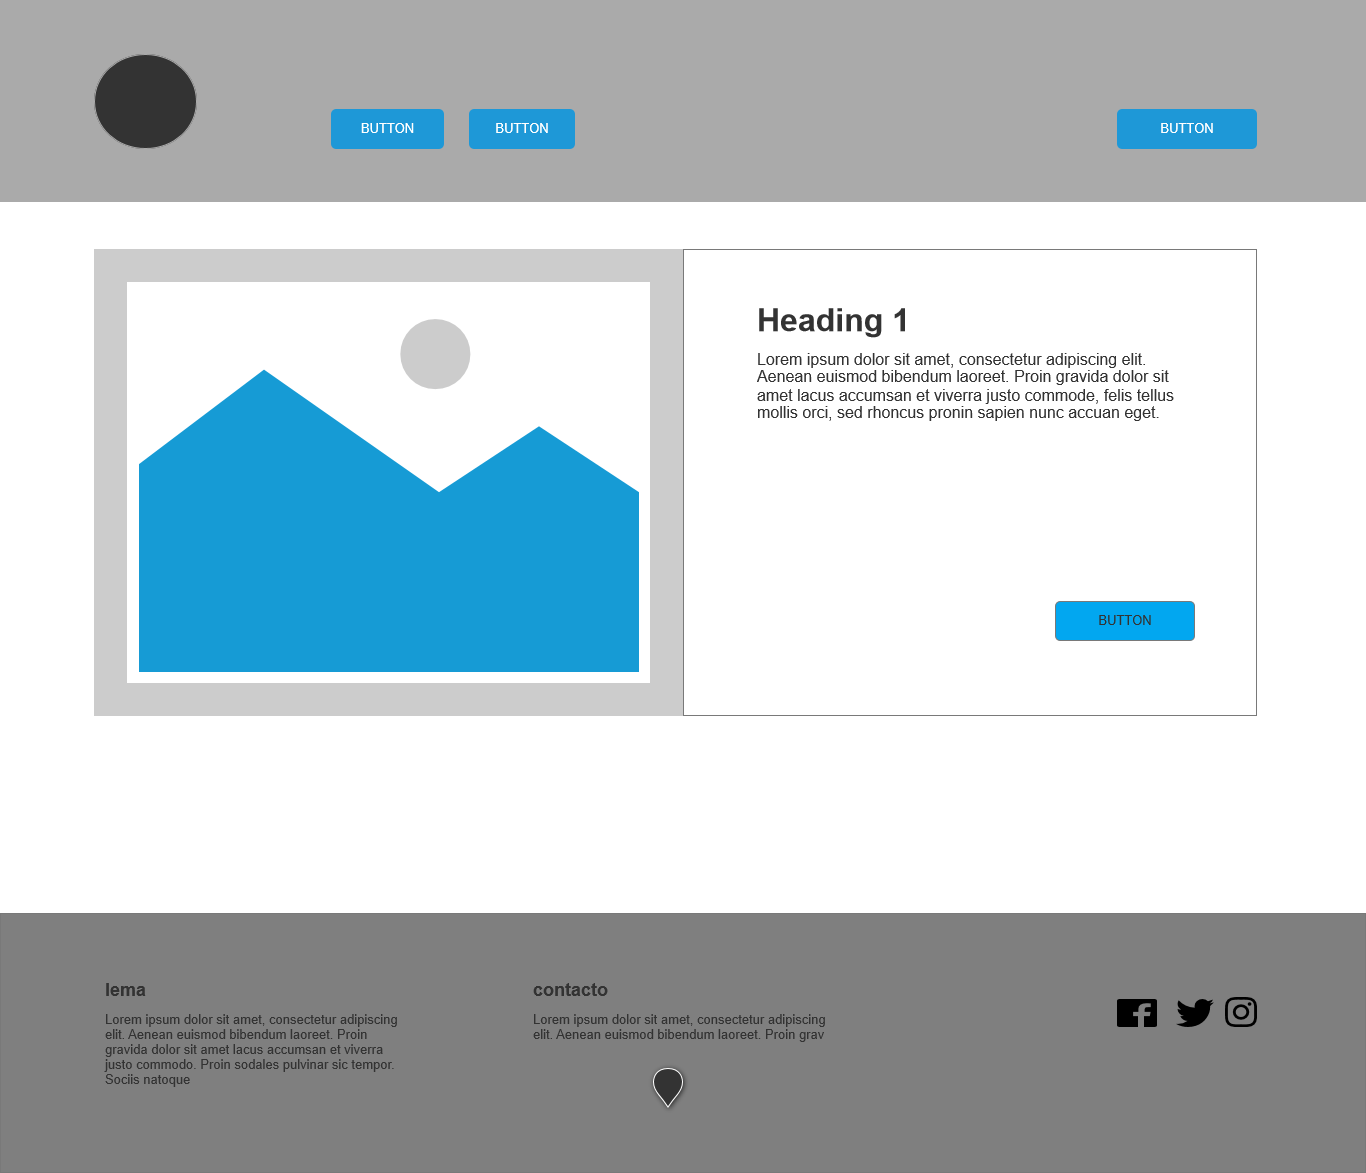 BUTTON
BUTTON
BUTTON
Heading 1
Lorem ipsum dolor sit amet, consectetur adipiscing elit.
Aenean euismod bibendum laoreet. Proin gravida dolor sit
amet lacus accumsan et viverra justo commode, felis tellus
mollis orci, sed rhoncus pronin sapien nunc accuan eget.
BUTTON
lema
Lorem ipsum dolor sit amet, consectetur adipiscing
elit. Aenean euismod bibendum laoreet. Proin
gravida dolor sit amet lacus accumsan et viverra
justo commodo. Proin sodales pulvinar sic tempor.
Sociis natoque
contacto
Lorem ipsum dolor sit amet, consectetur adipiscing
elit. Aenean euismod bibendum laoreet. Proin grav